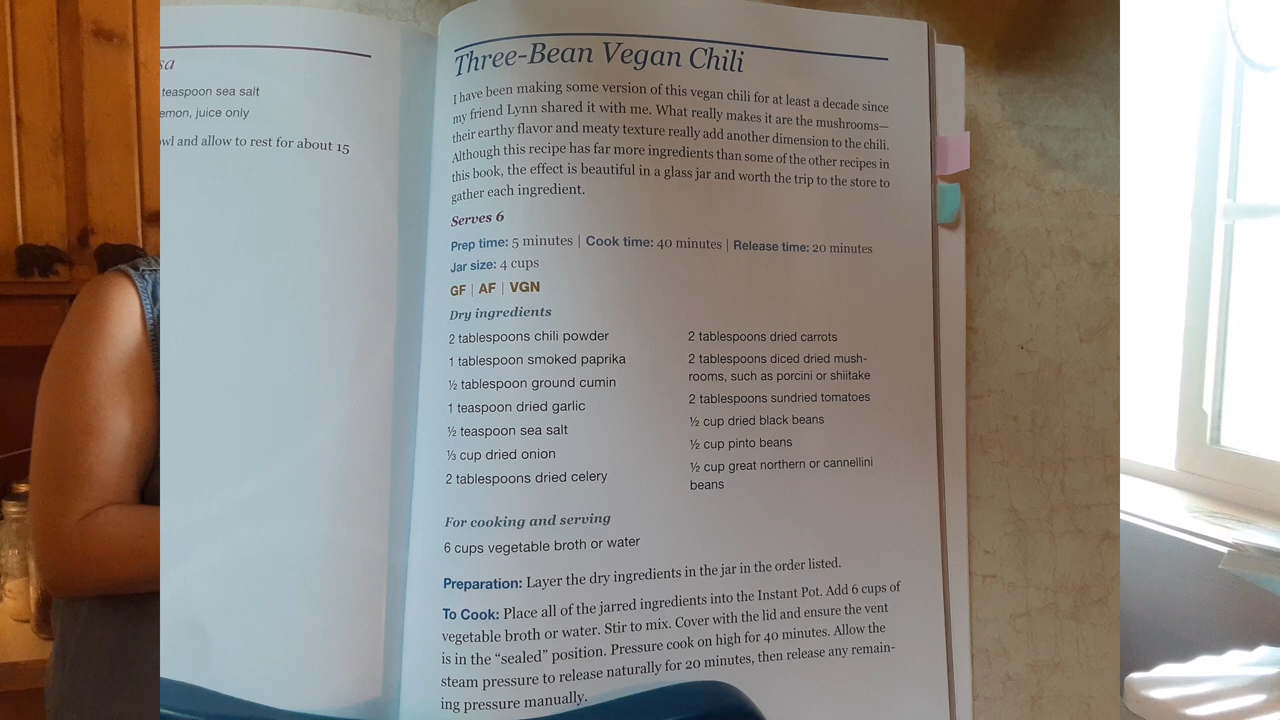 sa
teaspoon sea salt
emon, juice only
owl and allow to rest for about 15
Three-Bean Vegan Chili
I have been making some version of this vegan chili for at least a decade since
my friend Lynn shared it with me. What really makes it are the mushrooms—
their earthy flavor and meaty texture really add another dimension to the chili.
Although this recipe has far more ingredients than some of the other recipes in
this book, the effect is beautiful in a glass jar and worth the trip to the store to
gather each ingredient.
Serves 6
Prep time: 5 minutes | Cook time: 40 minutes | Release time: 20 minutes
Jar size: 4 cups
GF | AF | VGN
Dry ingredients
2 tablespoons chili powder
1 tablespoon smoked paprika
½ tablespoon ground cumin
1 teaspoon dried garlic
½ teaspoon sea salt
⅓ cup dried onion
2 tablespoons dried celery
2 tablespoons dried carrots
2 tablespoons diced dried mush-
rooms, such as porcini or shiitake
2 tablespoons sundried tomatoes
½ cup dried black beans
½ cup pinto beans
½ cup great northern or cannellini
beans
For cooking and serving
6 cups vegetable broth or water
Preparation: Layer the dry ingredients in the jar in the order listed.
To Cook: Place all of the jarred ingredients into the Instant Pot. Add 6 cups of
vegetable broth or water. Stir to mix. Cover with the lid and ensure the vent
is in the “sealed” position. Pressure cook on high for 40 minutes. Allow the
steam pressure to release naturally for 20 minutes, then release any remain-
ing pressure manually.